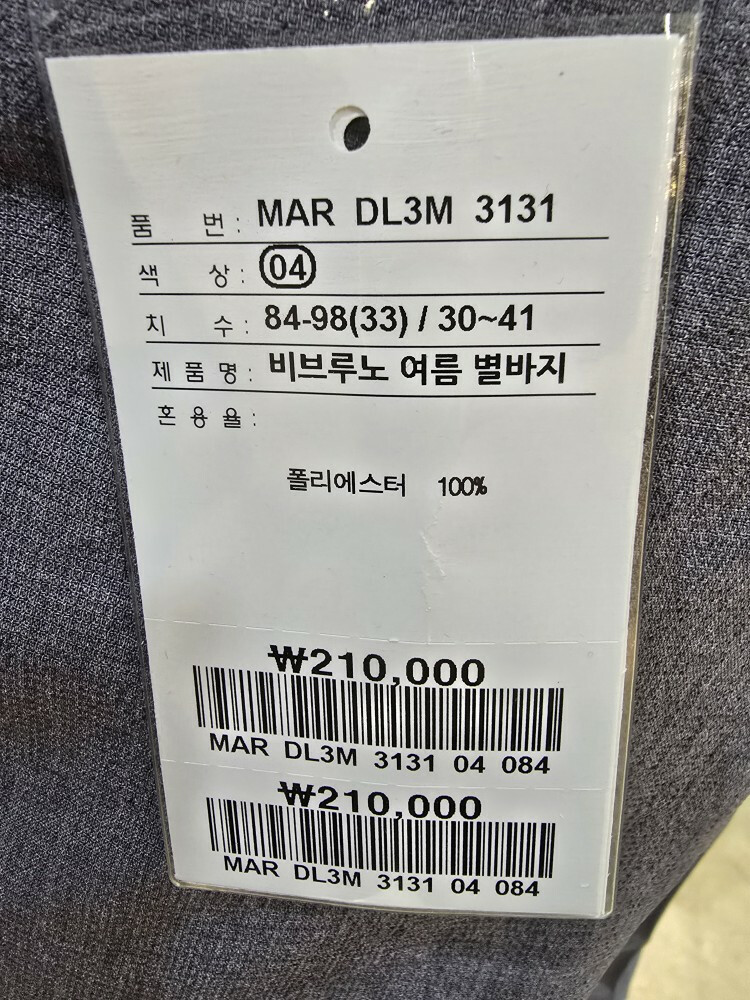 품 번 : MAR DL3M 3131
색 상 : 04
치 수 : 84-98(33) / 30~41
제 품 명 : 비브루노 여름 별바지
혼 용 율 :
폴리에스터 100%
₩210,000
MAR DL3M 3131 04 084
₩210,000
MAR DL3M 3131 04 084